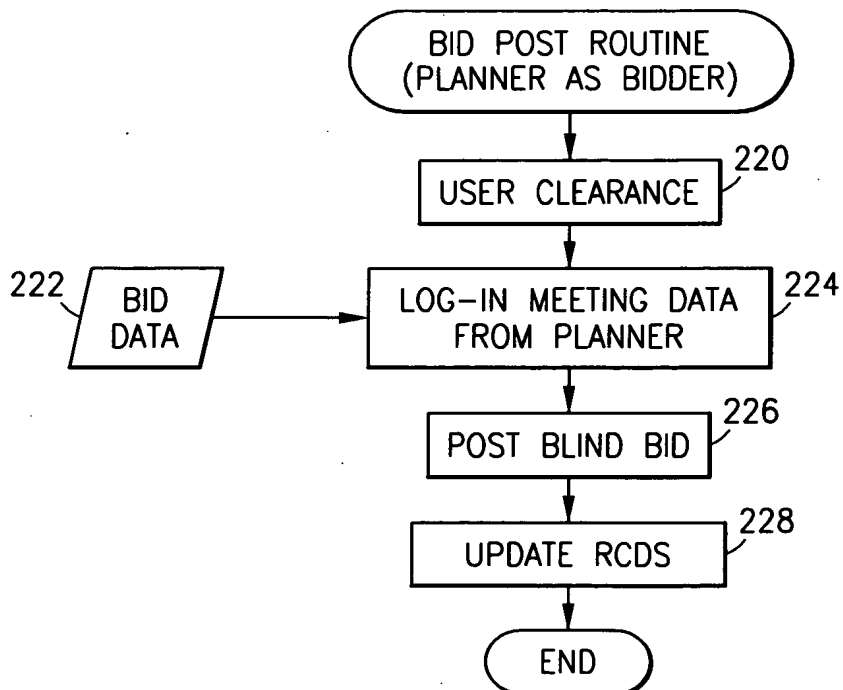 BID POST ROUTINE
(PLANNER AS BIDDER)
220
USER CLEARANCE
222
BID
DATA
LOG-IN MEETING DATA
FROM PLANNER
224
226
POST BLIND BID
228
UPDATE RCDS
END